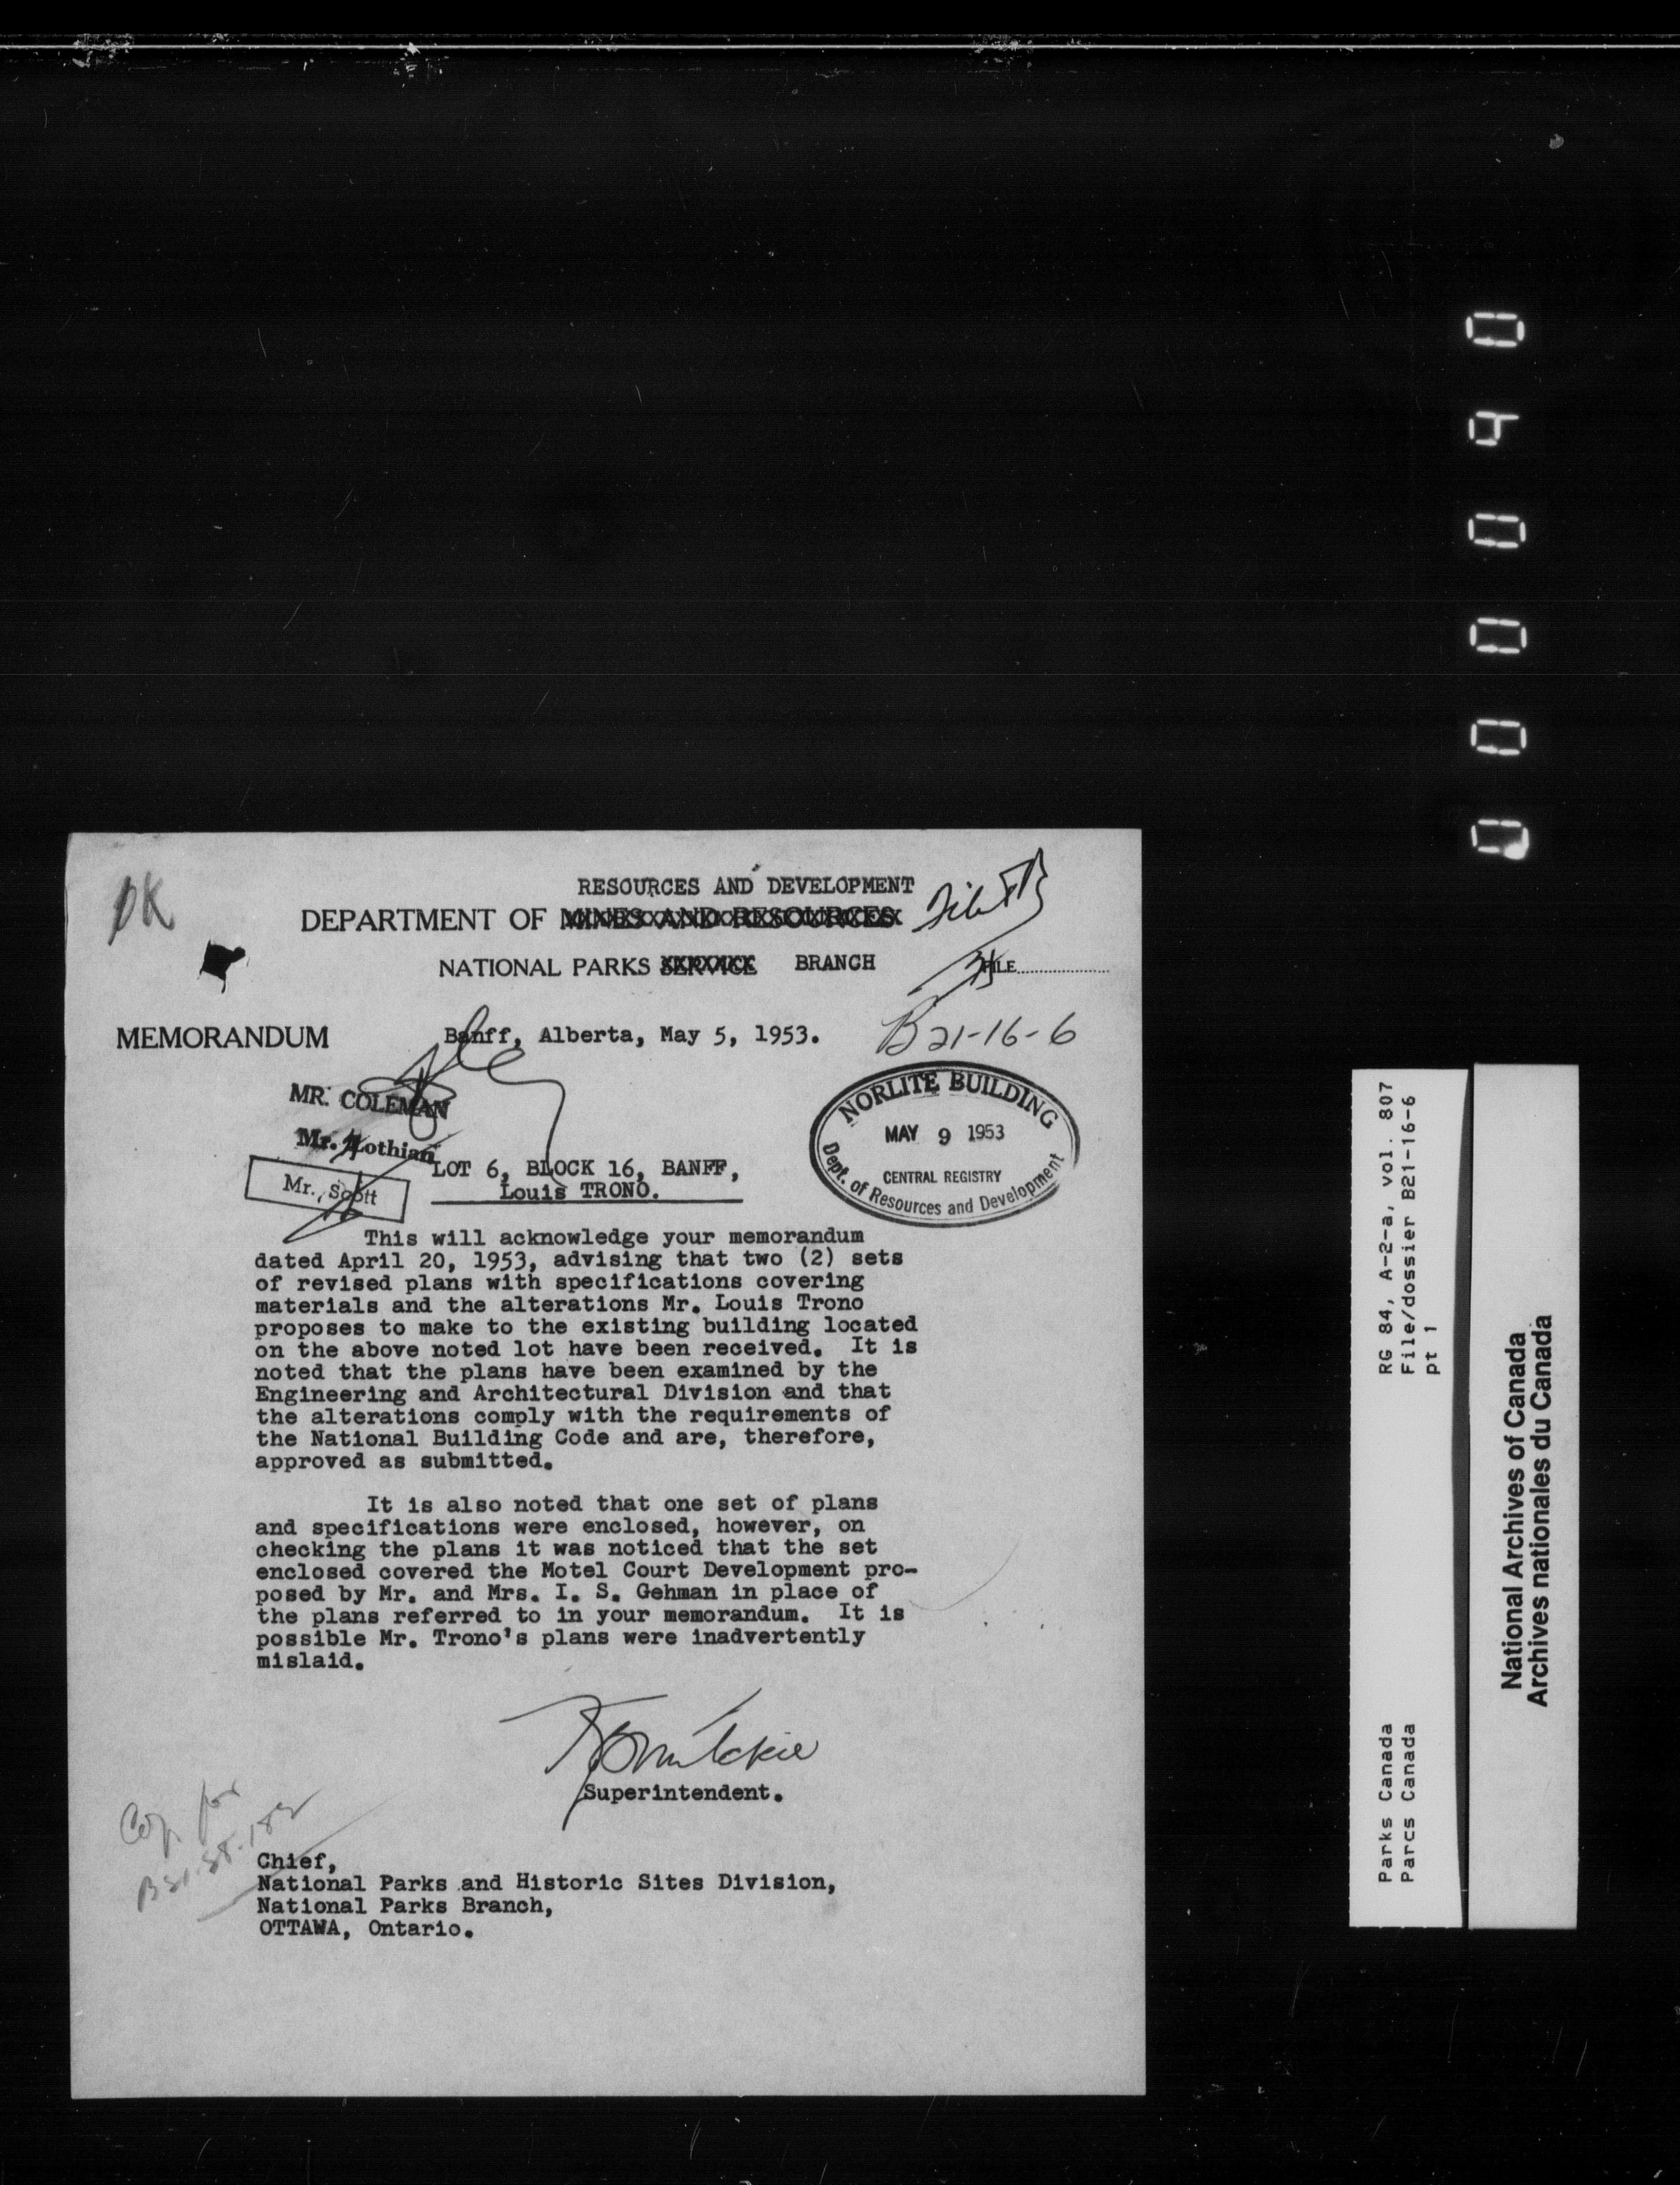 OK
RESOURCES AND DEVELOPMENT
DEPARTMENT OF MINES AND RESOURCES
NATIONAL PARKS SERVICE BRANCH
FILE
MEMORANDUM
Banff, Alberta, May 5, 1953.
B21-16-6
MR. COLEMAN
Mr. Lothian
Mr. Scott
NORLITE BUILDING
MAY 9 1953
CENTRAL REGISTRY
Dept. of Resources and Development
LOT 6, BLOCK 16, BANFF,
Louis TRONO.
This will acknowledge your memorandum
dated April 20, 1953, advising that two (2) sets
of revised plans with specifications covering
materials and the alterations Mr. Louis Trono
proposes to make to the existing building located
on the above noted lot have been received. It is
noted that the plans have been examined by the
Engineering and Architectural Division and that
the alterations comply with the requirements of
the National Building Code and are, therefore,
approved as submitted.
It is also noted that one set of plans
and specifications were enclosed, however, on
checking the plans it was noticed that the set
enclosed covered the Motel Court Development pro-
posed by Mr. and Mrs. I. S. Gehman in place of
the plans referred to in your memorandum. It is
possible Mr. Trono's plans were inadvertently
mislaid.
Superintendent.
Chief,
National Parks and Historic Sites Division,
National Parks Branch,
OTTAWA, Ontario.
RG 84, A-2-a, vol. 807
File/dossier B21-16-6
pt 1
Parks Canada
Parcs Canada
National Archives of Canada
Archives nationales du Canada